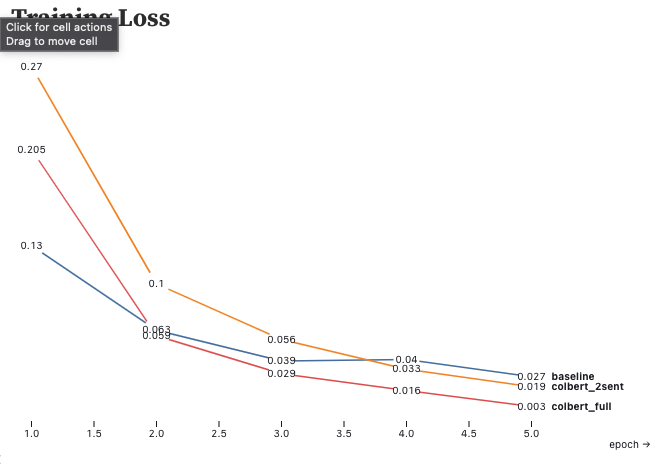 Training Loss
Click for cell actions
Drag to move cell
0.27
0.205
0.13
0.1
0.063
0.059
0.056
0.039
0.029
0.04
0.033
0.016
0.027 baseline
0.019 colbert_2sent
0.003 colbert_full
1.0 1.5 2.0 2.5 3.0 3.5 4.0 4.5 5.0
epoch →